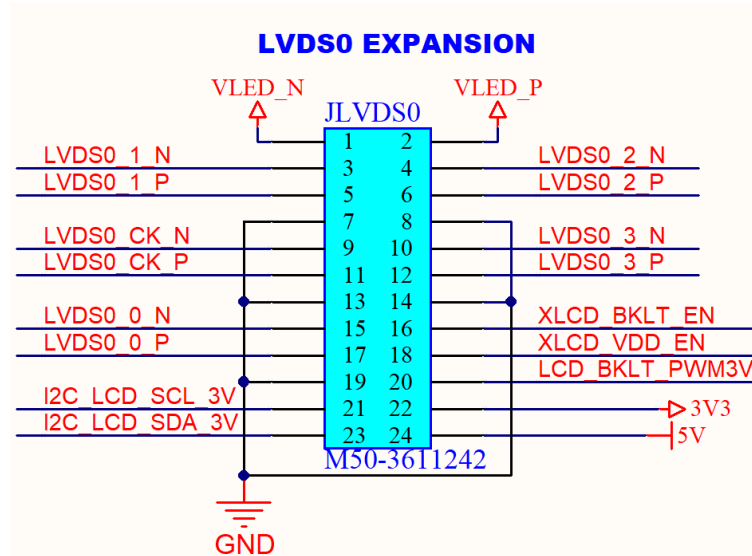 LVDS0 EXPANSION
VLED_N VLED_P
JLVDS0
1 2
LVDS0_1_N 3 4 LVDS0_2_N
LVDS0_1_P 5 6 LVDS0_2_P
7 8
LVDS0_CK_N 9 10 LVDS0_3_N
LVDS0_CK_P 11 12 LVDS0_3_P
13 14
LVDS0_0_N 15 16 XLCD_BKLT_EN
LVDS0_0_P 17 18 XLCD_VDD_EN
19 20 LCD_BKLT_PWM3V
I2C_LCD_SCL_3V 21 22 3V3
I2C_LCD_SDA_3V 23 24 5V
M50-3611242
GND